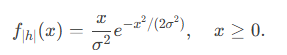 f_{|h|}(x) = \frac{x}{\sigma^2} e^{-x^2/(2\sigma^2)}, \quad x \geq 0.